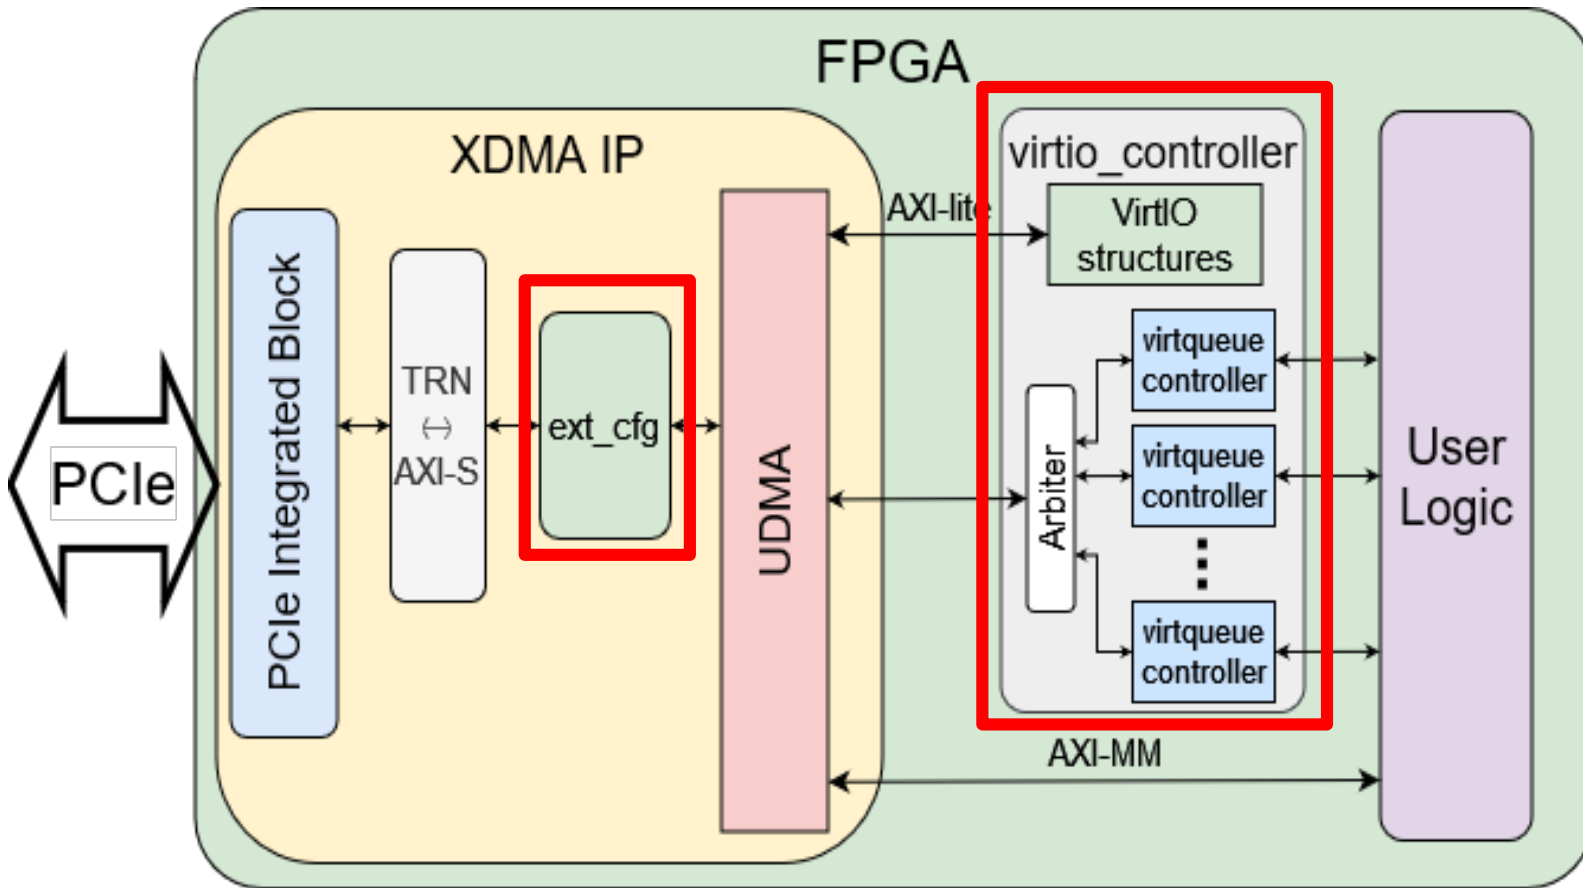 FPGA
XDMA IP
PCIe
PCIe Integrated Block
TRN
↔
AXI-S
ext_cfg
UDMA
AXI-lite
virtio_controller
VirtIO
structures
Arbiter
virtqueue
controller
virtqueue
controller
virtqueue
controller
AXI-MM
User
Logic